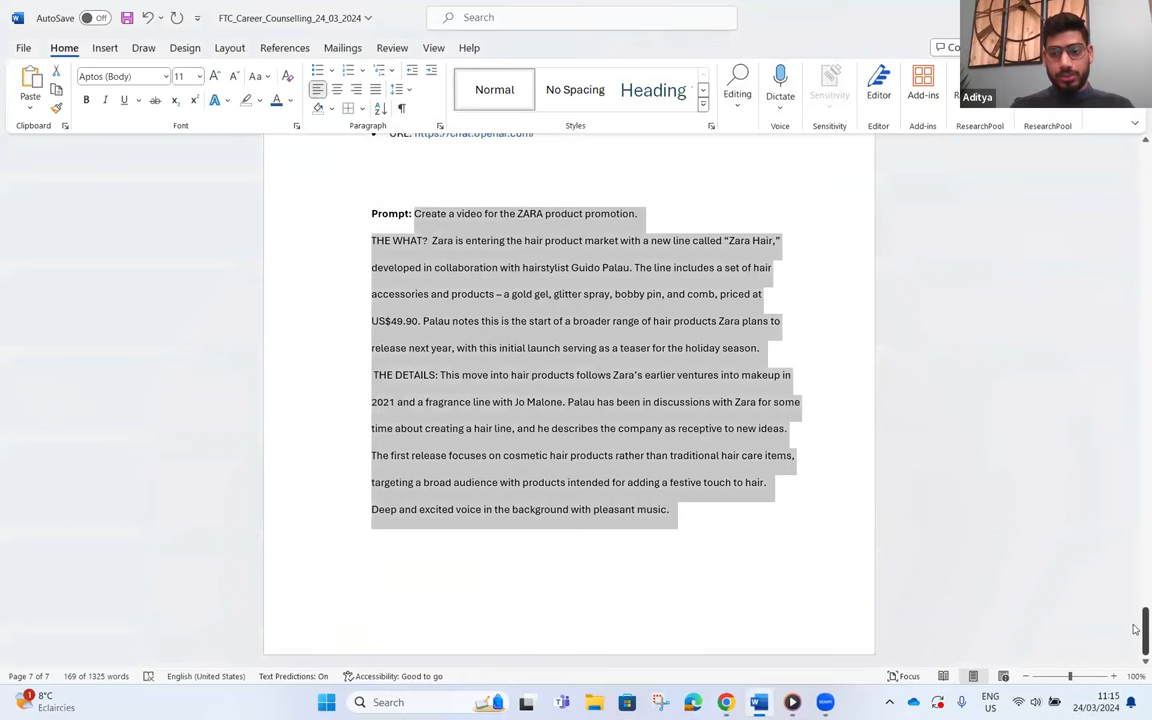 AutoSave Off FTC_Career_Counselling_24_03_2024 Search
File Home Insert Draw Design Layout References Mailings Review View Help Co
Aditya
Paste
Aptos (Body) 11 Aa A
B I U ab x₂ x² A A
Normal No Spacing Heading
Editing Dictate Sensitivity Editor Add-ins
Clipboard Font Paragraph Styles Voice Sensitivity Editor Add-ins ResearchPool ResearchPool
• URL: https://chat.openai.com/
Prompt: Create a video for the ZARA product promotion.
THE WHAT?  Zara is entering the hair product market with a new line called “Zara Hair,”
developed in collaboration with hairstylist Guido Palau. The line includes a set of hair
accessories and products – a gold gel, glitter spray, bobby pin, and comb, priced at
US$49.90. Palau notes this is the start of a broader range of hair products Zara plans to
release next year, with this initial launch serving as a teaser for the holiday season.
THE DETAILS: This move into hair products follows Zara’s earlier ventures into makeup in
2021 and a fragrance line with Jo Malone. Palau has been in discussions with Zara for some
time about creating a hair line, and he describes the company as receptive to new ideas.
The first release focuses on cosmetic hair products rather than traditional hair care items,
targeting a broad audience with products intended for adding a festive touch to hair.
Deep and excited voice in the background with pleasant music.
Page 7 of 7 169 of 1325 words English (United States) Text Predictions: On Accessibility: Good to go Focus 100%
8°C
Eclaircies
Search
ENG
US
11:15
24/03/2024